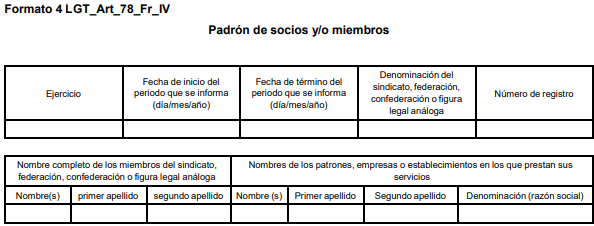 Formato 4 LGT_Art_78_Fr_IV
Padrón de socios y/o miembros
Ejercicio
Fecha de inicio del
periodo que se informa
(día/mes/año)
Fecha de término del
periodo que se informa
(día/mes/año)
Denominación del
sindicato, federación,
confederación o figura
legal análoga
Número de registro
Nombre completo de los miembros del sindicato,
federación, confederación o figura legal análoga
Nombres de los patrones, empresas o establecimientos en los que prestan sus
servicios
Nombre(s) primer apellido segundo apellido Nombre (s) Primer apellido Segundo apellido Denominación (razón social)